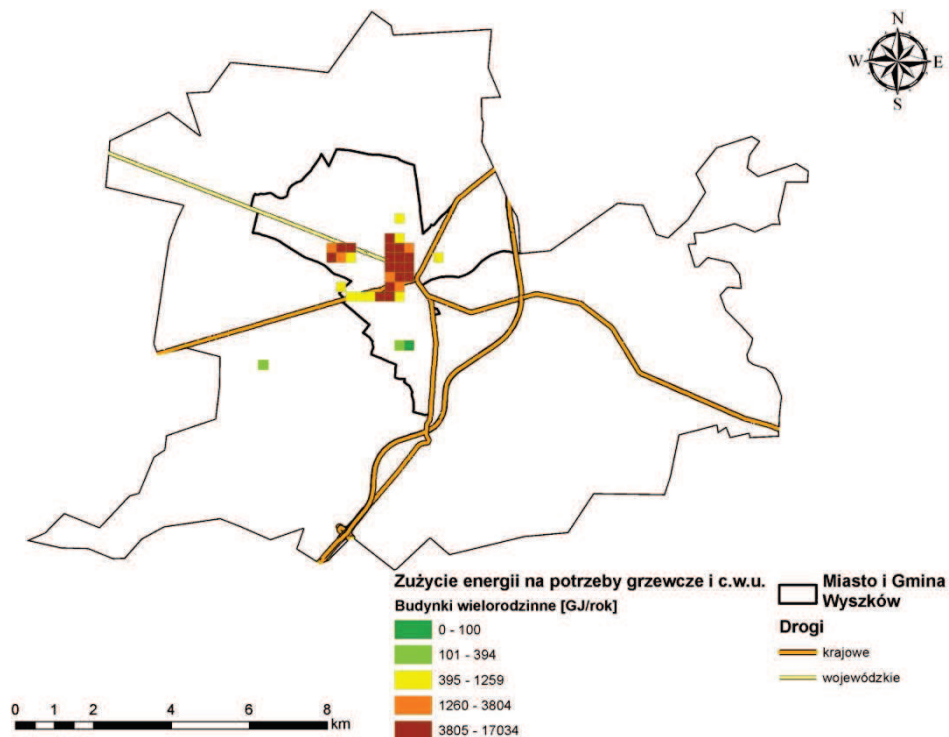 N
W E
S
Zużycie energii na potrzeby grzewcze i c.w.u.
Budynki wielorodzinne [GJ/rok]
0 - 100
101 - 394
395 - 1259
1260 - 3804
3805 - 17034
Miasto i Gmina
Wyszków
Drogi
krajowe
wojewódzkie
0 1 2 4 6 8
km